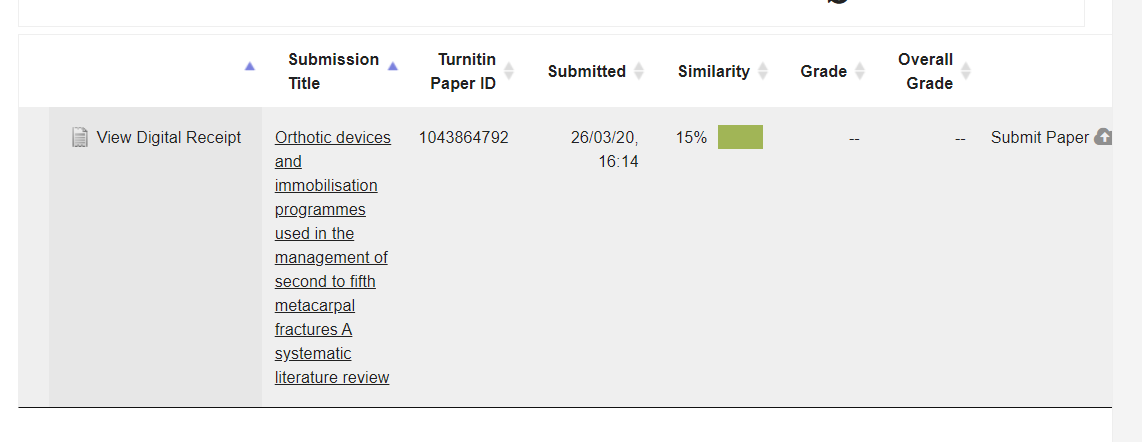 Submission Title
Turnitin Paper ID
Submitted
Similarity
Grade
Overall Grade
View Digital Receipt
Orthotic devices
and
immobilisation
programmes
used in the
management of
second to fifth
metacarpal
fractures A
systematic
literature review
1043864792
26/03/20,
16:14
15%
--
--
Submit Paper